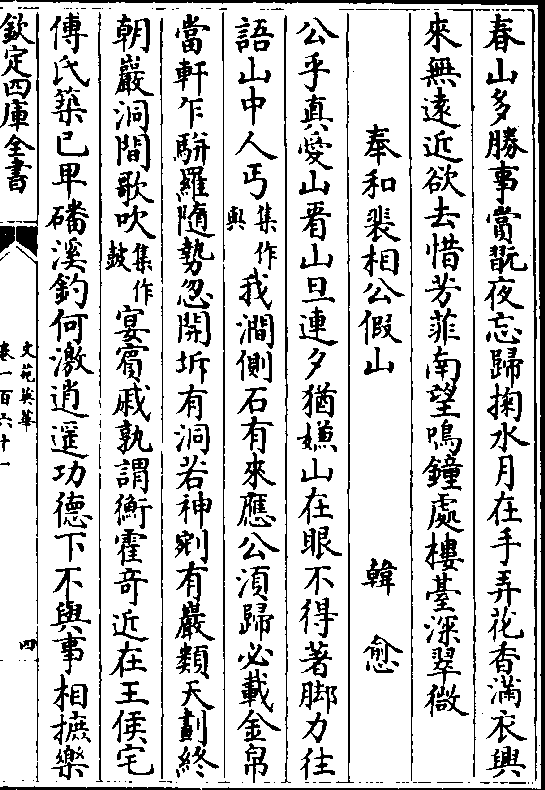 春山多勝事賞翫夜忘歸掬水月在手弄花香滿衣興
來無遠近欲去惜芳菲南望鳴鐘處樓臺深翠微
奉和裴相公假山 韓愈
公乎真愛山看山旦連夕猶嫌山在眼不得著脚力往
語山中人丐集作與我澗側石有來應公須歸必載金帛
當軒乍駢羅隨勢忽開坼有洞若神剜有巖類天劃終
朝巖洞間歌吹集作鼓宴賓戚孰謂衡霍奇近在王侯宅
傅氏築已卑磻溪釣何激逍遥功德下不與事相摭樂
欽定四庫全書
文苑英華
卷一百六十一
四